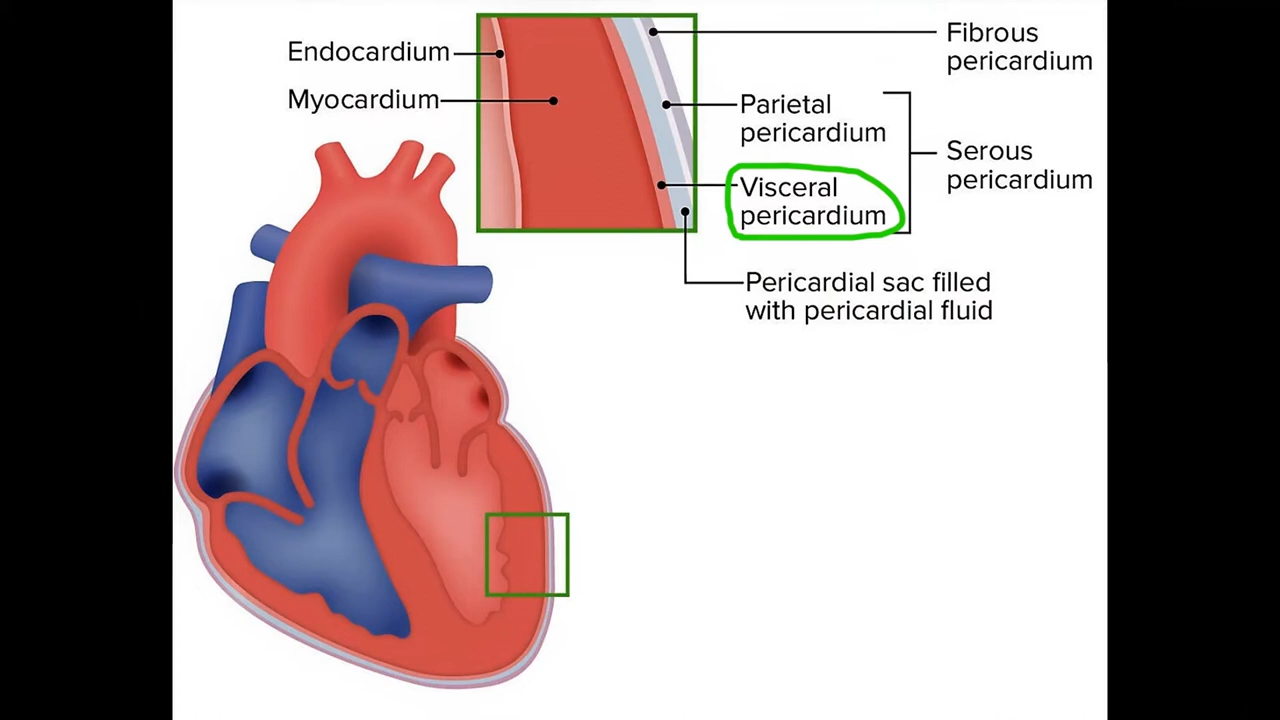 Endocardium
Myocardium
Fibrous
pericardium
Parietal
pericardium
Serous
pericardium
Visceral
pericardium
Pericardial sac filled
with pericardial fluid